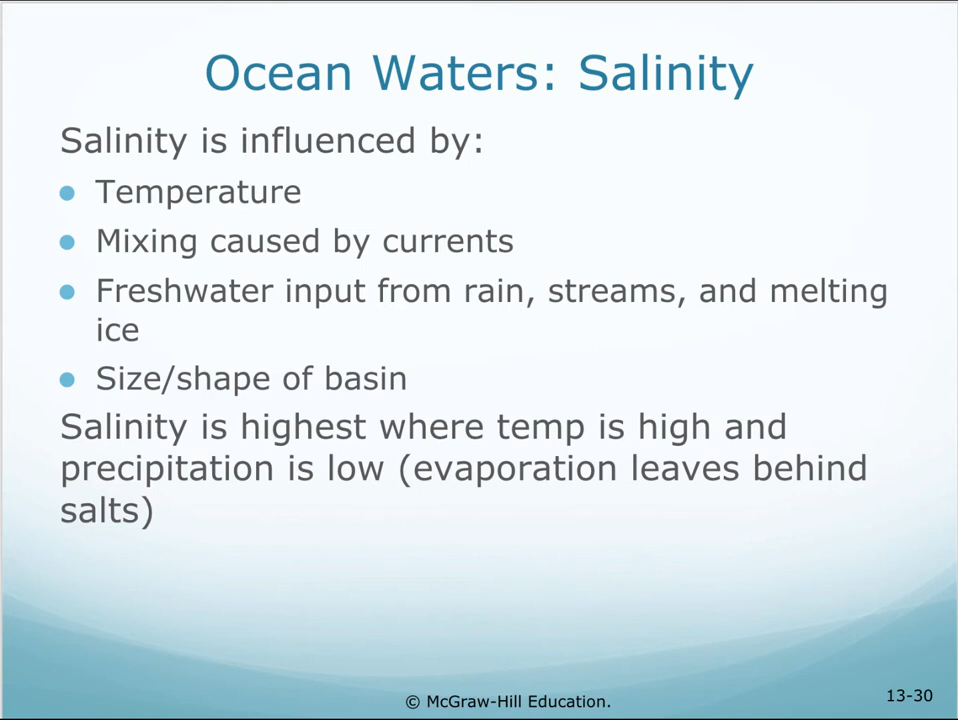 Ocean Waters: Salinity
Salinity is influenced by:
● Temperature
● Mixing caused by currents
● Freshwater input from rain, streams, and melting
ice
● Size/shape of basin
Salinity is highest where temp is high and
precipitation is low (evaporation leaves behind
salts)
© McGraw-Hill Education.
13-30